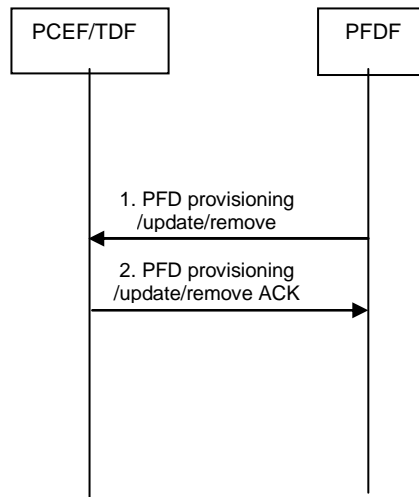 PCEF/TDF
PFDF
1. PFD provisioning
/update/remove
2. PFD provisioning
/update/remove ACK